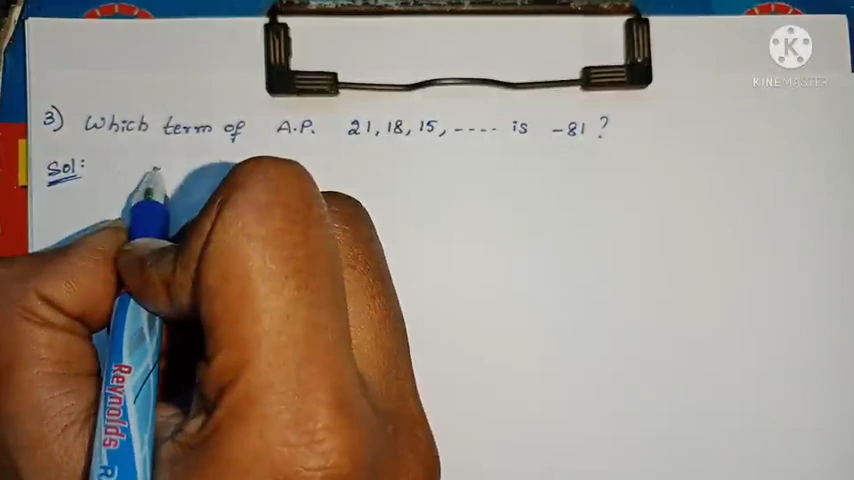 K
KINEMASTER
3) Which term of A.P. 21, 18, 15, ---- is -81?
Sol:
Reynolds